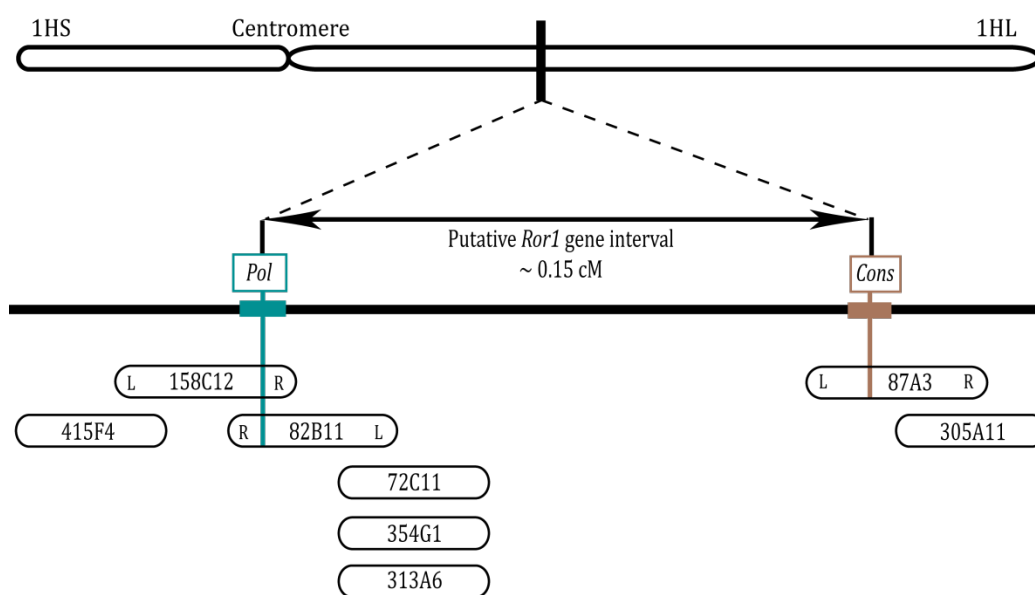 1HS Centromere 1HL
Putative Ror1 gene interval
~ 0.15 cM
Pol Cons
L 158C12 R L 87A3 R
415F4 R 82B11 L 305A11
72C11
354G1
313A6